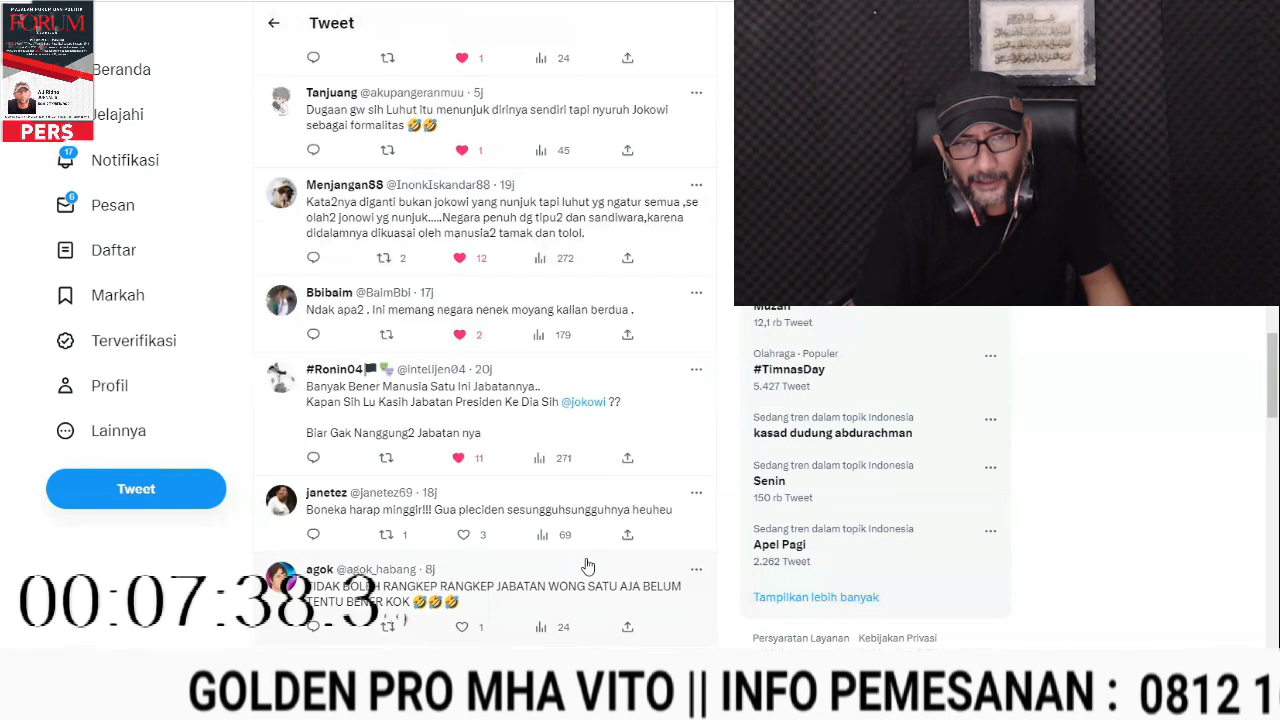 MAJALAH FORUM DAN POLITIK
FORUM
Aji Ridho
PERS
Tweet
Beranda
Jelajahi
17
Notifikasi
6
Pesan
Daftar
Markah
Terverifikasi
Profil
Lainnya
Tweet
1
24
Tanjuang @akupangeranmuu · 5j
Dugaan gw sih Luhut itu menunjuk dirinya sendiri tapi nyuruh Jokowi
sebagai formalitas 🤣🤣
1
45
Menjangan88 @InonkIskandar88 · 19j
Kata2nya diganti bukan jokowi yang nunjuk tapi luhut yg ngatur semua ,se
olah2 jonowi yg nunjuk.....Negara penuh dg tipu2 dan sandiwara,karena
didalamnya dikuasai oleh manusia2 tamak dan tolol.
2
12
272
Bbibaim @BaimBbi · 17j
Ndak apa2 . Ini memang negara nenek moyang kalian berdua .
2
179
#Ronin04🏴🎭 @intelijen04 · 20j
Banyak Bener Manusia Satu Ini Jabatannya..
Kapan Sih Lu Kasih Jabatan Presiden Ke Dia Sih @jokowi ??
Biar Gak Nanggung2 Jabatan nya
11
271
janetez @janetez69 · 18j
Boneka harap minggir!!! Gua pleciden sesungguhsungguhnya heuheu
1
3
69
agok @agok_habang · 8j
TIDAK BOLEH RANGKEP RANGKEP JABATAN WONG SATU AJA BELUM
TENTU BENER KOK 🤣🤣🤣
1
24
00:07:38.3
12,1 rb Tweet
Olahraga · Populer
#TimnasDay
5.427 Tweet
Sedang tren dalam topik Indonesia
kasad dudung abdurachman
Sedang tren dalam topik Indonesia
Senin
150 rb Tweet
Sedang tren dalam topik Indonesia
Apel Pagi
2.262 Tweet
Tampilkan lebih banyak
Persyaratan Layanan Kebijakan Privasi
GOLDEN PRO MHA VITO || INFO PEMESANAN : 0812 1